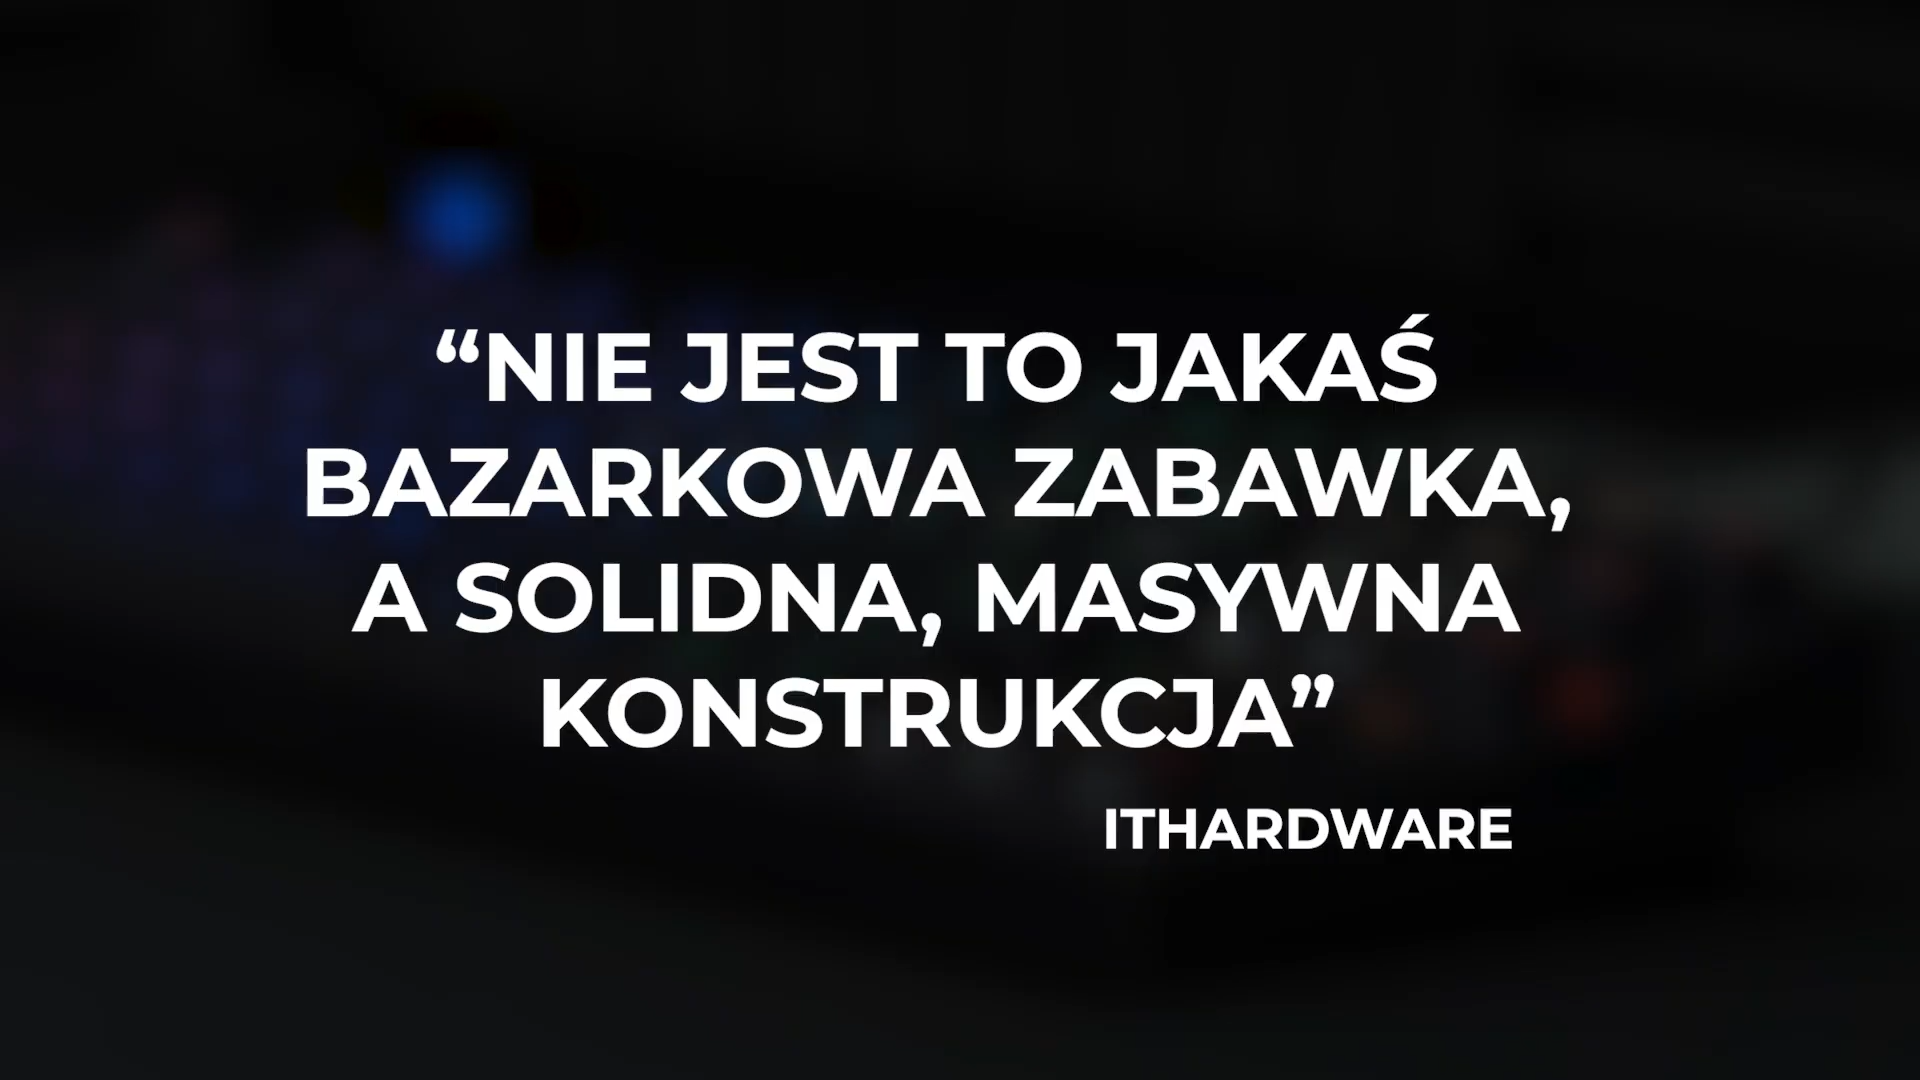 “NIE JEST TO JAKAŚ
BAZARKOWA ZABAWKA,
A SOLIDNA, MASYWNA
KONSTRUKCJA”
ITHARDWARE